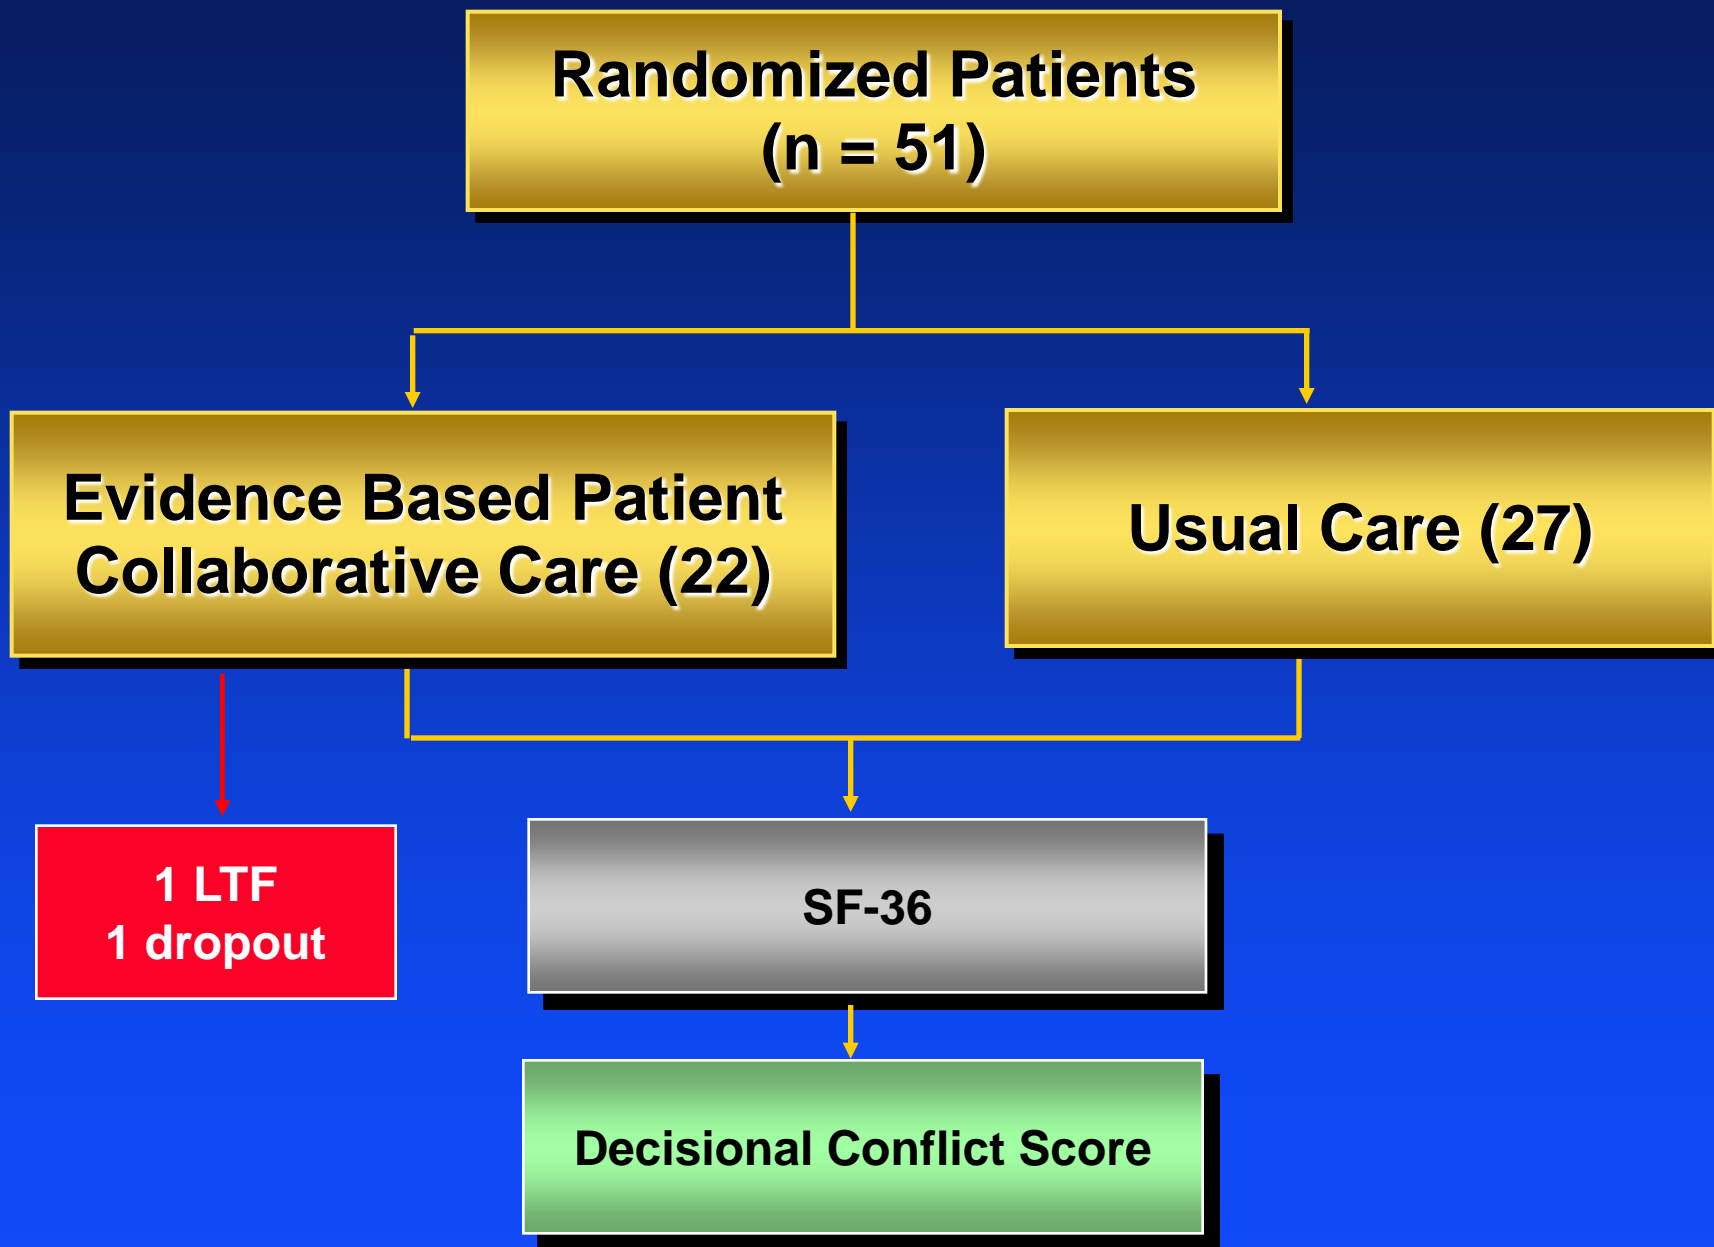 Randomized Patients
(n = 51)
Evidence Based Patient
Collaborative Care (22)
Usual Care (27)
1 LTF
1 dropout
SF-36
Decisional Conflict Score